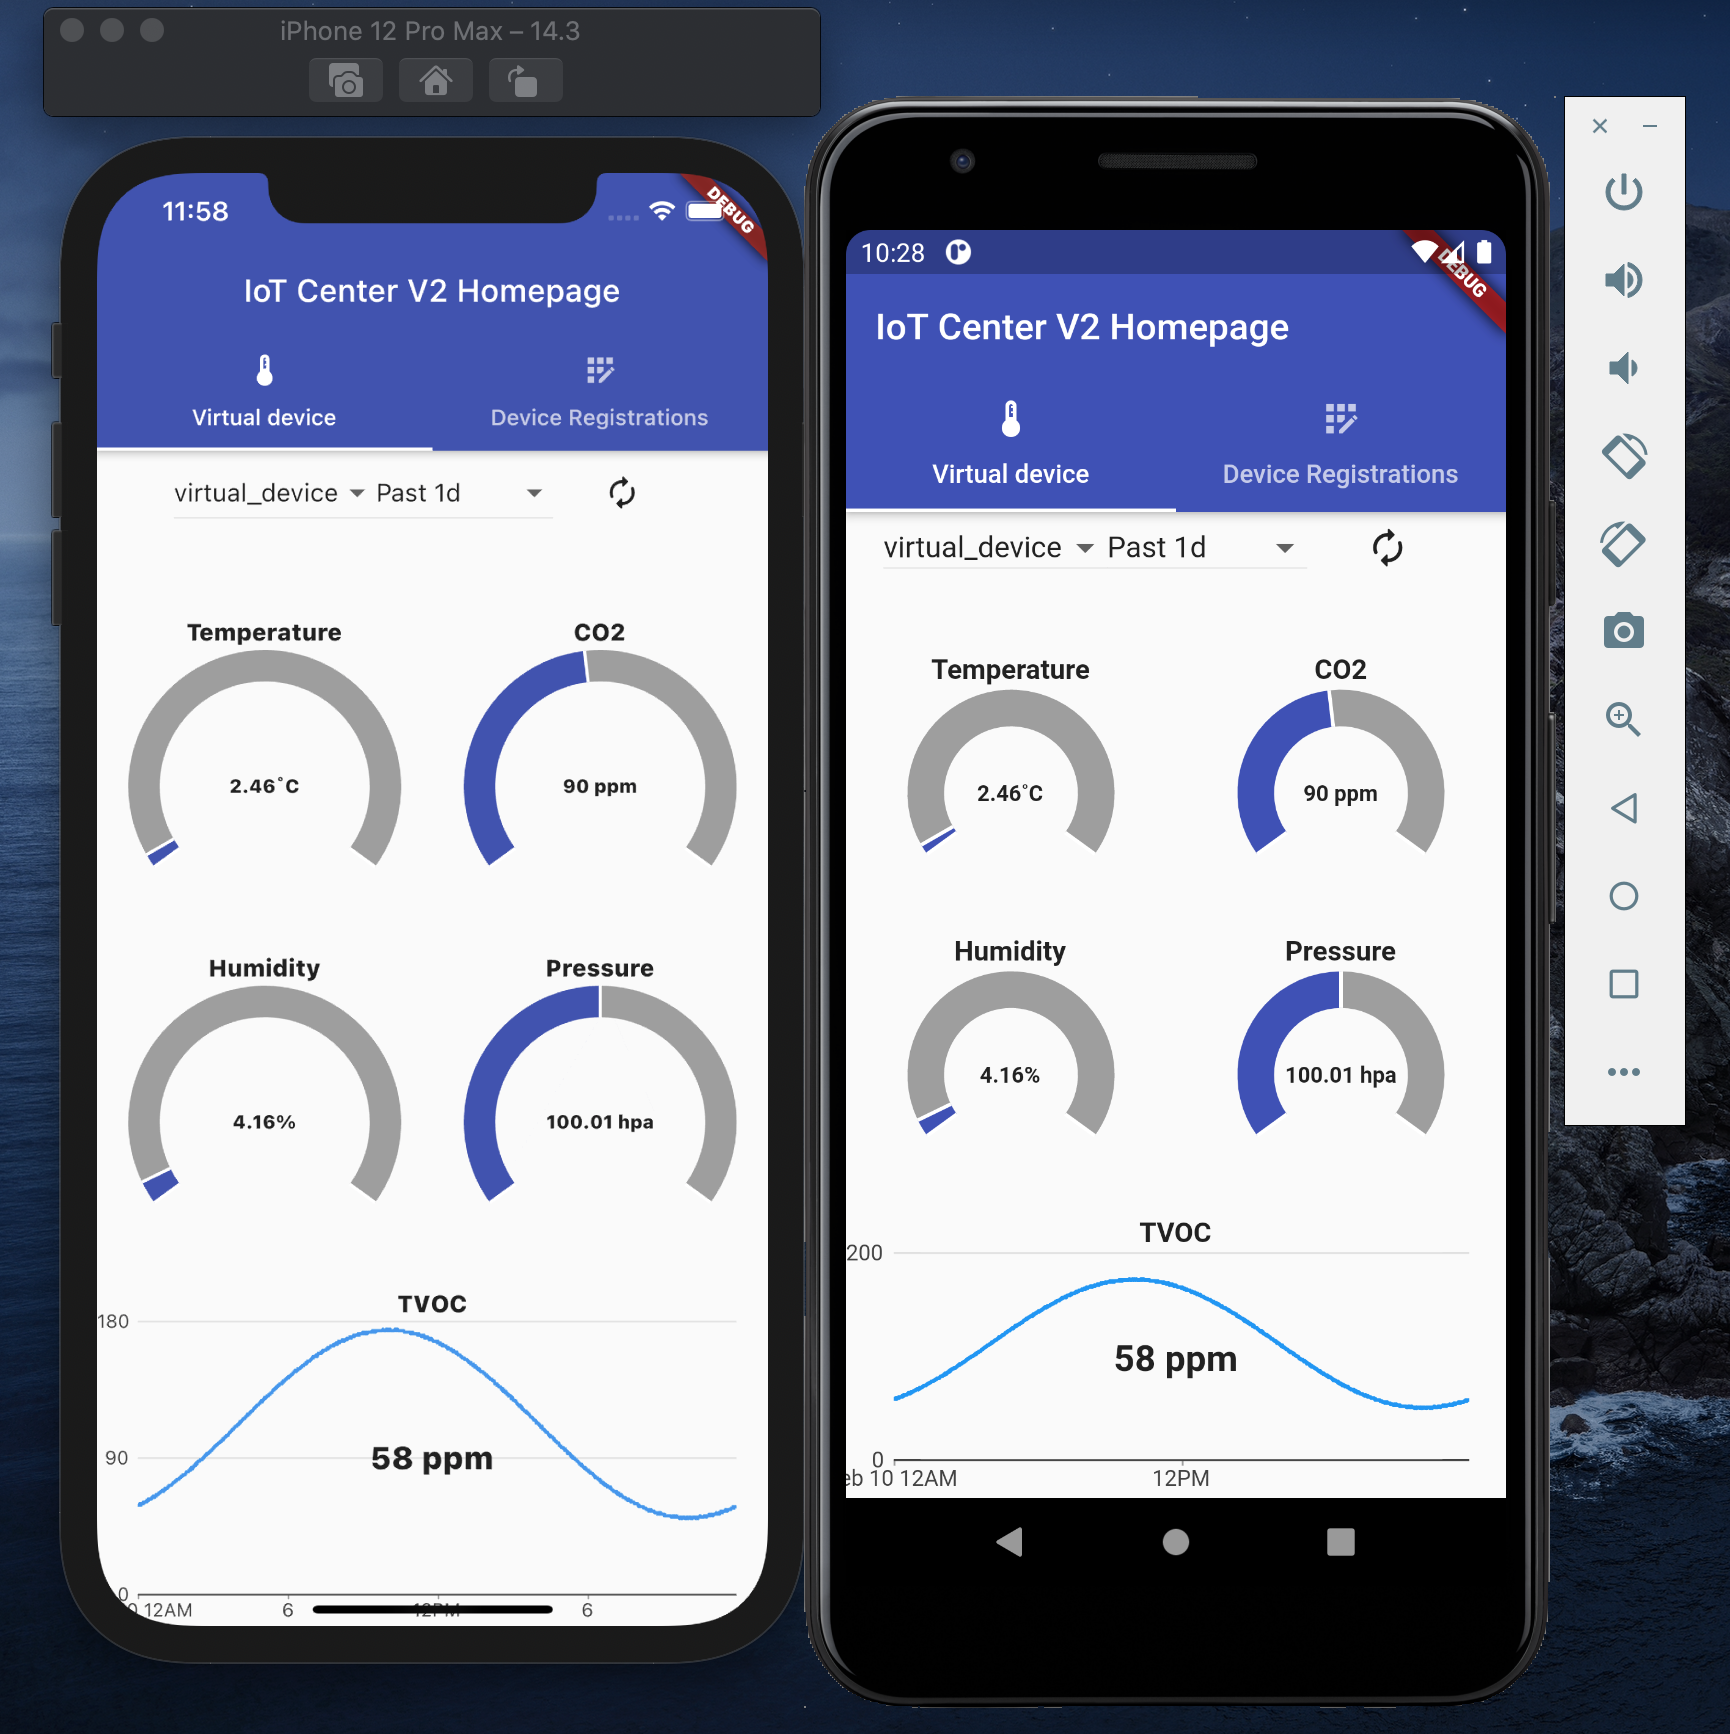 iPhone 12 Pro Max – 14.3
11:58
DEBUG
IoT Center V2 Homepage
Virtual device
Device Registrations
virtual_device
Past 1d
Temperature
CO2
2.46°C
90 ppm
Humidity
Pressure
4.16%
100.01 hpa
TVOC
180
90
58 ppm
0
0 12AM
6
12PM
6
10:28
DEBUG
IoT Center V2 Homepage
Virtual device
Device Registrations
virtual_device
Past 1d
Temperature
CO2
2.46°C
90 ppm
Humidity
Pressure
4.16%
100.01 hpa
TVOC
200
58 ppm
0
eb 10 12AM
12PM